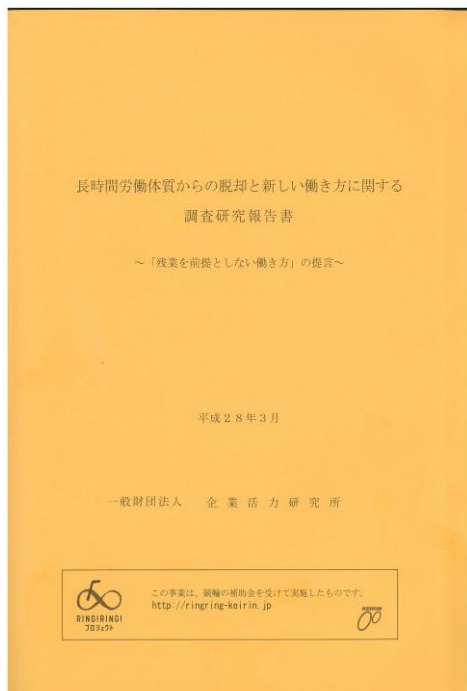 長時間労働体質からの脱却と新しい働き方に関する
調査研究報告書
～「残業を前提としない働き方」の提言～
平成２８年３月
一般財団法人　企業活力研究所
この事業は、競輪の補助金を受けて実施したものです。
http://ringring-keirin.jp
RING!RING!
プロジェクト